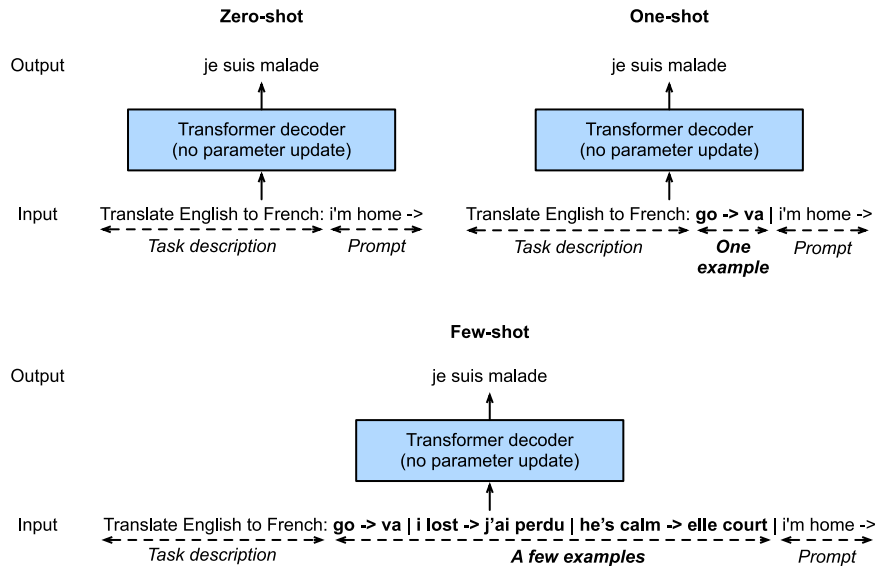 Zero-shot
One-shot
Output
je suis malade
je suis malade
Transformer decoder
(no parameter update)
Transformer decoder
(no parameter update)
Input
Translate English to French: i'm home ->
Translate English to French: go -> va | i'm home ->
Task description
Prompt
Task description
One
example
Prompt
Few-shot
Output
je suis malade
Transformer decoder
(no parameter update)
Input
Translate English to French: go -> va | i lost -> j’ai perdu | he’s calm -> elle court | i'm home ->
Task description
A few examples
Prompt